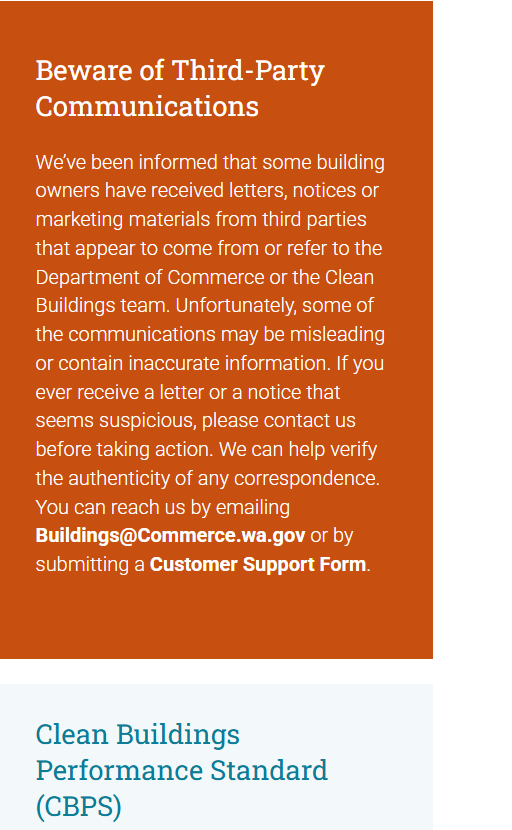 Beware of Third-Party
Communications
We’ve been informed that some building
owners have received letters, notices or
marketing materials from third parties
that appear to come from or refer to the
Department of Commerce or the Clean
Buildings team. Unfortunately, some of
the communications may be misleading
or contain inaccurate information. If you
ever receive a letter or a notice that
seems suspicious, please contact us
before taking action. We can help verify
the authenticity of any correspondence.
You can reach us by emailing
Buildings@Commerce.wa.gov or by
submitting a Customer Support Form.
Clean Buildings
Performance Standard
(CBPS)